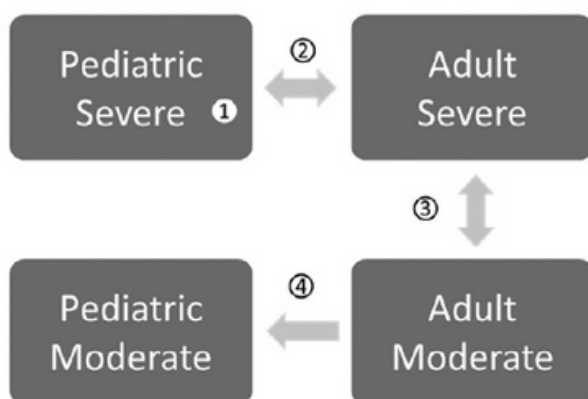 Pediatric
Severe ①
②
Adult
Severe
③
Pediatric
Moderate
④
Adult
Moderate